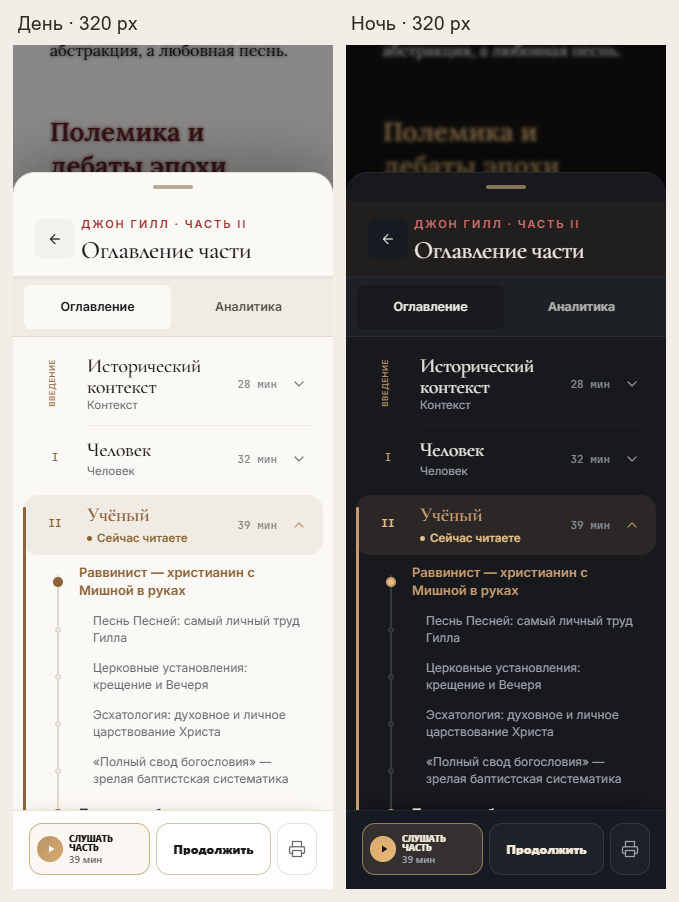 День · 320 px
абстракция, а любовная песнь.
Полемика и
дебаты эпохи
ДЖОН ГИЛЛ · ЧАСТЬ II
Оглавление части
Оглавление
Аналитика
ВВЕДЕНИЕ
Исторический
контекст
Контекст
28 мин
I
Человек
Человек
32 мин
II
Учёный
Сейчас читаете
39 мин
Раввинист — христианин с
Мишной в руках
Песнь Песней: самый личный труд
Гилла
Церковные установления:
крещение и Вечеря
Эсхатология: духовное и личное
царствование Христа
«Полный свод богословия» —
зрелая баптистская систематика
СЛУШАТЬ
ЧАСТЬ
39 мин
Продолжить
Ночь · 320 px
абстракция, а любовная песнь.
Полемика и
дебаты эпохи
ДЖОН ГИЛЛ · ЧАСТЬ II
Оглавление части
Оглавление
Аналитика
ВВЕДЕНИЕ
Исторический
контекст
Контекст
28 мин
I
Человек
Человек
32 мин
II
Учёный
Сейчас читаете
39 мин
Раввинист — христианин с
Мишной в руках
Песнь Песней: самый личный труд
Гилла
Церковные установления:
крещение и Вечеря
Эсхатология: духовное и личное
царствование Христа
«Полный свод богословия» —
зрелая баптистская систематика
СЛУШАТЬ
ЧАСТЬ
39 мин
Продолжить